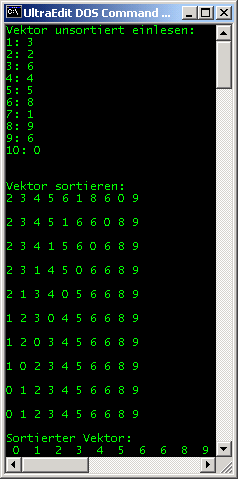 UltraEdit DOS Command ...
Vektor unsortiert einlesen:
1: 3
2: 2
3: 6
4: 4
5: 5
6: 8
7: 1
8: 9
9: 6
10: 0
Vektor sortieren:
2 3 4 5 6 1 8 6 0 9
2 3 4 5 1 6 6 0 8 9
2 3 4 1 5 6 0 6 8 9
2 3 1 4 5 0 6 6 8 9
2 1 3 4 0 5 6 6 8 9
1 2 3 0 4 5 6 6 8 9
1 2 0 3 4 5 6 6 8 9
1 0 2 3 4 5 6 6 8 9
0 1 2 3 4 5 6 6 8 9
0 1 2 3 4 5 6 6 8 9
Sortierter Vektor:
0 1 2 3 4 5 6 6 8 9